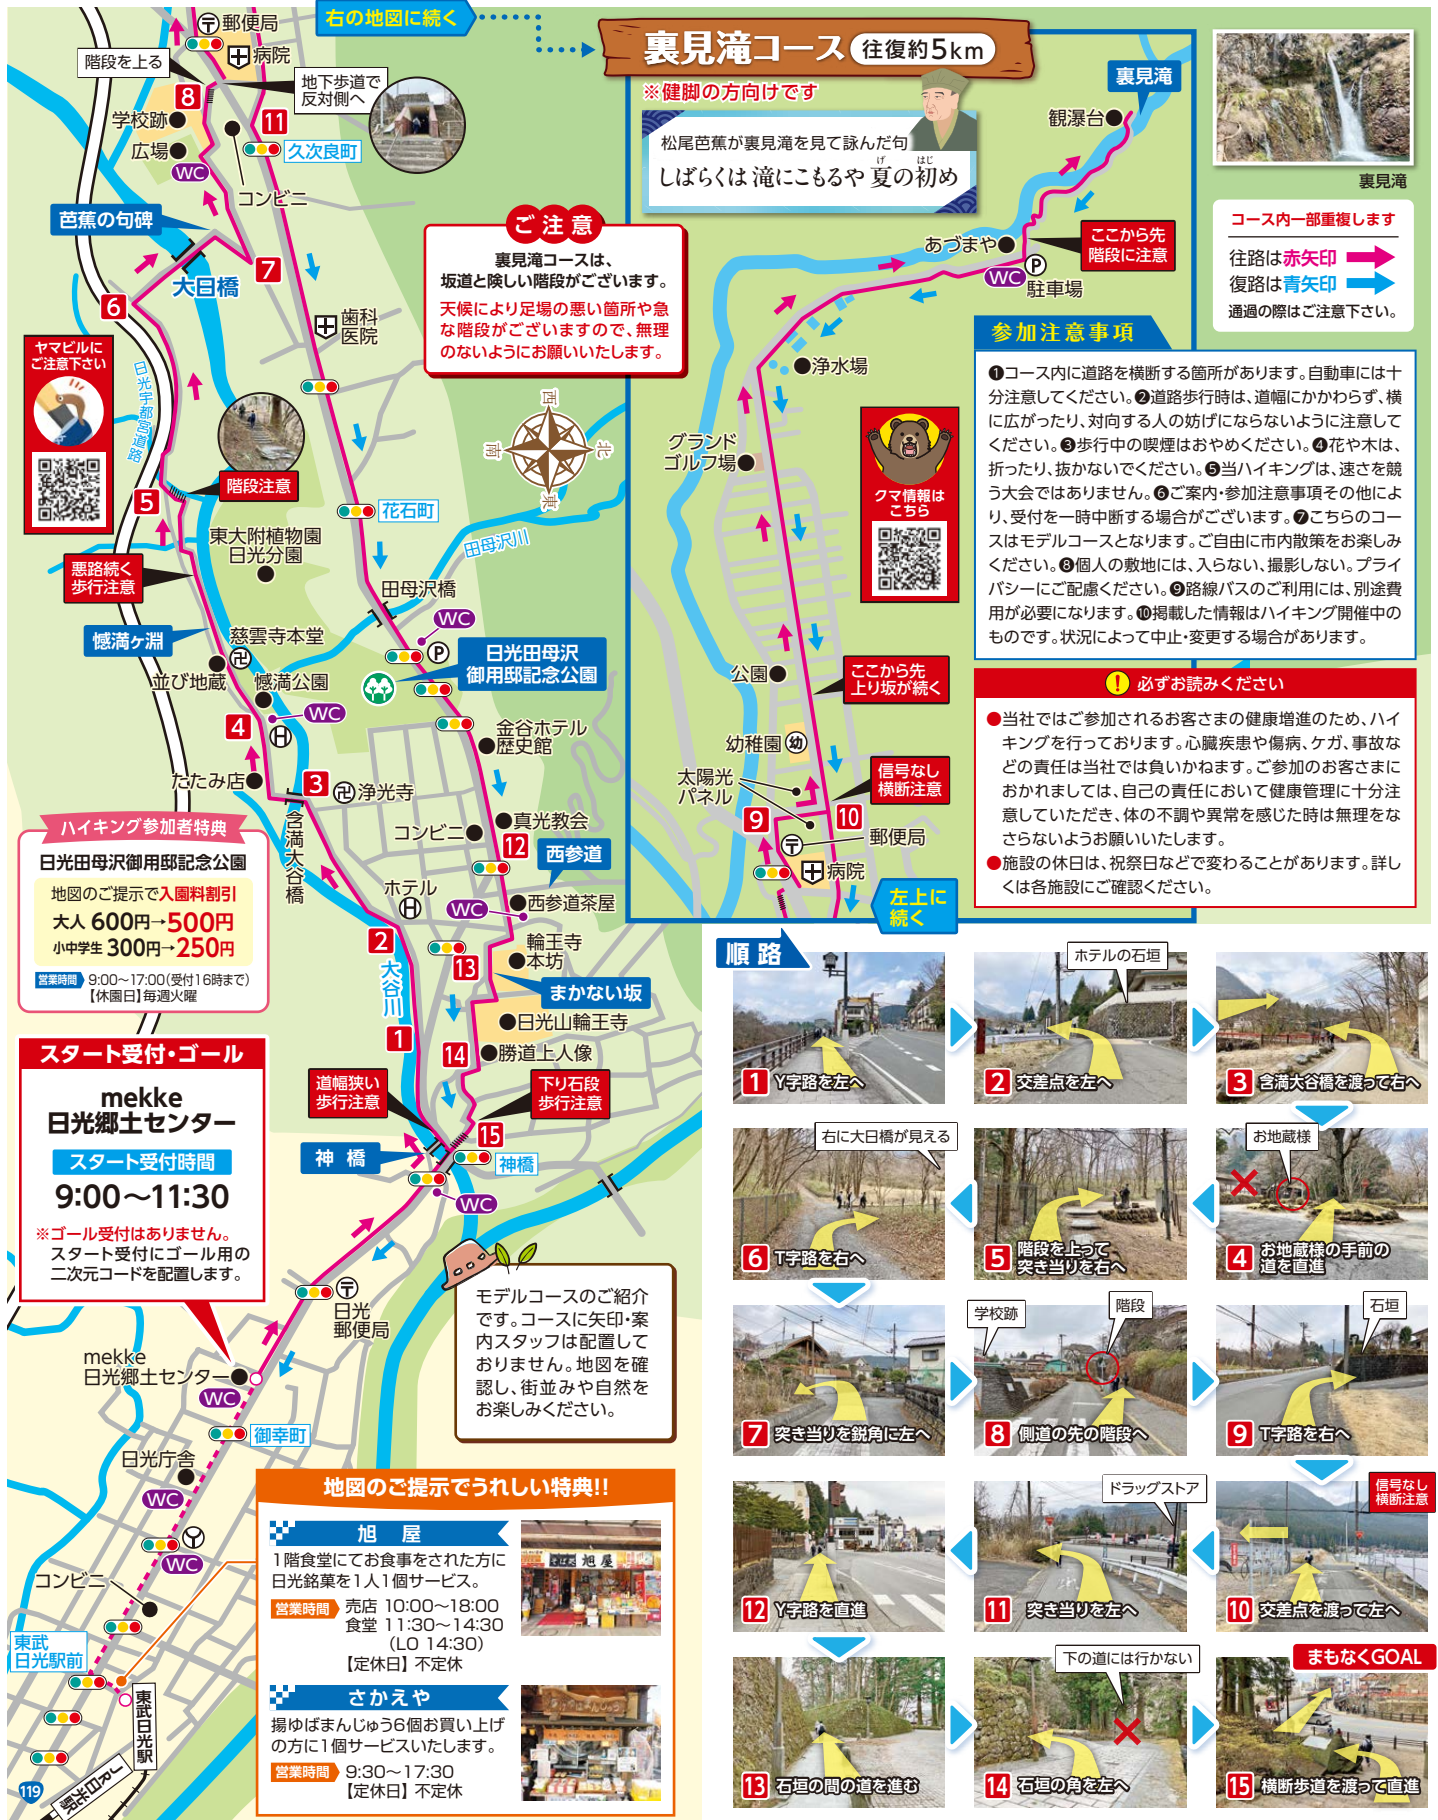 右の地図に続く
郵便局
病院
階段を上る
地下歩道で
反対側へ
8
11
学校跡
広場
WC
久次良町
コンビニ
芭蕉の句碑
7
大日橋
6
ヤマビルに
ご注意下さい
日光宇都宮道路
歯科
医院
階段注意
5
花石町
東大附植物園
日光分園
田母沢川
悪路続く
歩行注意
田母沢橋
WC
P
憾満ヶ淵
慈雲寺本堂
日光田母沢
御用邸記念公園
並び地蔵
憾満公園
WC
4
H
金谷ホテル
歴史館
たたみ店
3
浄光寺
含満大谷橋
コンビニ
真光教会
12
西参道
ホテル
H
WC
西参道茶屋
2
大谷川
13
輪王寺
本坊
まかない坂
日光山輪王寺
1
14
勝道上人像
道幅狭い
歩行注意
下り石段
歩行注意
15
神橋
神橋
WC
西
南
北
東
ハイキング参加者特典
日光田母沢御用邸記念公園
地図のご提示で入園料割引
大人 600円→500円
小中学生 300円→250円
営業時間 9:00〜17:00(受付16時まで)
【休園日】毎週火曜
スタート受付・ゴール
mekke
日光郷土センター
スタート受付時間
9:00〜11:30
※ゴール受付はありません。
スタート受付にゴール用の
二次元コードを配置します。
日光
郵便局
mekke
日光郷土センター
WC
御幸町
日光庁舎
WC
WC
コンビニ
東武
日光駅前
東武日光駅
JR日光駅
119
モデルコースのご紹介
です。コースに矢印・案
内スタッフは配置して
おりません。地図を確
認し、街並みや自然を
お楽しみください。
地図のご提示でうれしい特典!!
旭 屋
1階食堂にてお食事をされた方に
日光銘菓を1人1個サービス。
営業時間 売店 10:00〜18:00
食堂 11:30〜14:30
(LO 14:30)
【定休日】 不定休
旭屋
さかえや
揚ゆばまんじゅう6個お買い上げ
の方に1個サービスいたします。
営業時間 9:30〜17:30
【定休日】 不定休
裏見滝コース 往復約5km
※健脚の方向けです
松尾芭蕉が裏見滝を見て詠んだ句
しばらくは 滝にこもるや 夏の初め
げ はじ
ご注意
裏見滝コースは、
坂道と険しい階段がございます。
天候により足場の悪い箇所や急
な階段がございますので、無理
のないようにお願いいたします。
裏見滝
観瀑台
あづまや
ここから先
階段に注意
WC
P
駐車場
浄水場
グランド
ゴルフ場
クマ情報は
こちら
公園
ここから先
上り坂が続く
幼稚園
幼
太陽光
パネル
信号なし
横断注意
9
10
郵便局
病院
左上に
続く
裏見滝
コース内一部重複します
往路は赤矢印
復路は青矢印
通過の際はご注意下さい。
参加注意事項
❶コース内に道路を横断する箇所があります。自動車には十
分注意してください。❷道路歩行時は、道幅にかかわらず、横
に広がったり、対向する人の妨げにならないように注意して
ください。❸歩行中の喫煙はおやめください。❹花や木は、
折ったり、抜かないでください。❺当ハイキングは、速さを競
う大会ではありません。❻ご案内・参加注意事項その他によ
り、受付を一時中断する場合がございます。❼こちらのコー
スはモデルコースとなります。ご自由に市内散策をお楽しみ
ください。❽個人の敷地には、入らない、撮影しない。プライ
バシーにご配慮ください。❾路線バスのご利用には、別途費
用が必要になります。❿掲載した情報はハイキング開催中の
ものです。状況によって中止・変更する場合があります。
! 必ずお読みください
●当社ではご参加されるお客さまの健康増進のため、ハイ
キングを行っております。心臓疾患や傷病、ケガ、事故な
どの責任は当社では負いかねます。ご参加のお客さまに
おかれましては、自己の責任において健康管理に十分注
意していただき、体の不調や異常を感じた時は無理をな
さらないようお願いいたします。
●施設の休日は、祝祭日などで変わることがあります。詳し
くは各施設にご確認ください。
順路
1 Y字路を左へ
ホテルの石垣
2 交差点を左へ
3 含満大谷橋を渡って右へ
お地蔵様
4 お地蔵様の手前の
道を直進
5 階段を上って
突き当りを右へ
右に大日橋が見える
6 T字路を右へ
7 突き当りを鋭角に左へ
学校跡
階段
8 側道の先の階段へ
石垣
9 T字路を右へ
信号なし
横断注意
10 交差点を渡って左へ
ドラッグストア
11 突き当りを左へ
12 Y字路を直進
13 石垣の間の道を進む
下の道には行かない
14 石垣の角を左へ
まもなくGOAL
15 横断歩道を渡って直進